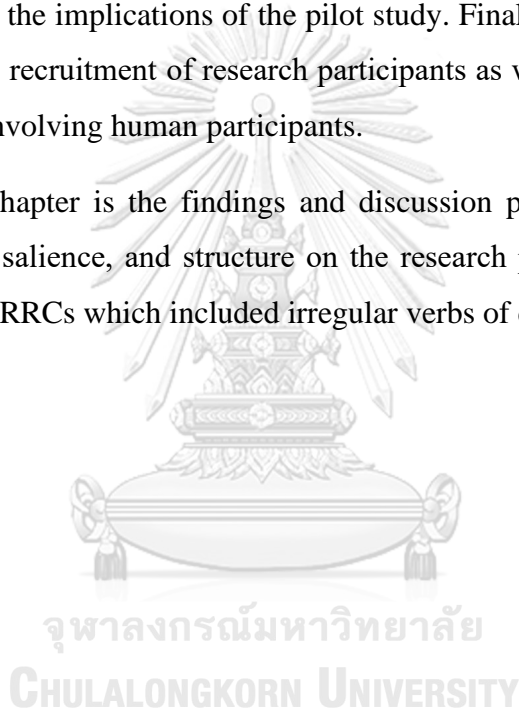 the implications of the pilot study. Final
recruitment of research participants as w
nvolving human participants.
hapter is the findings and discussion p
salience, and structure on the research p
RRCs which included irregular verbs of
จุฬาลงกรณ์มหาวิทยาลัย
CHULALONGKORN UNIVERSITY